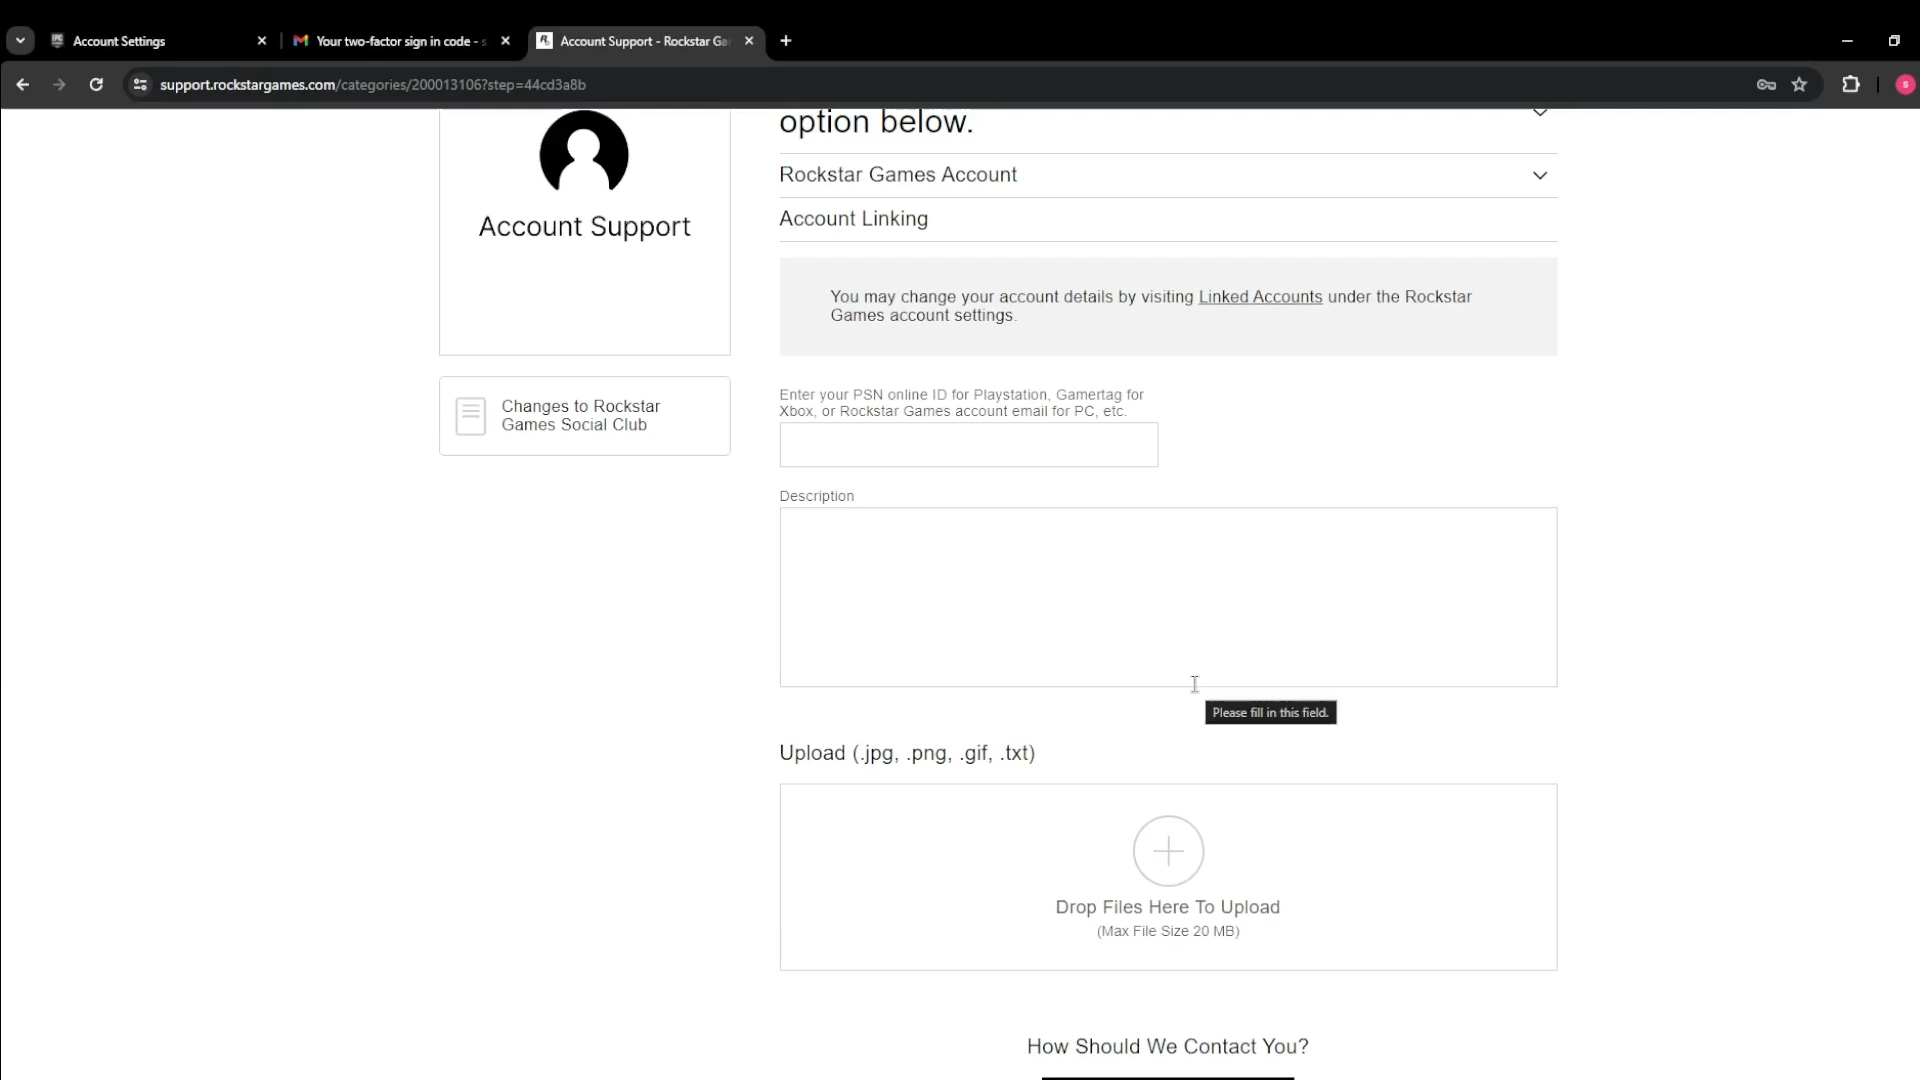 Account Settings
Your two-factor sign in code - s
Account Support - Rockstar Ga
support.rockstargames.com/categories/200013106?step=44cd3a8b
s
option below.
Rockstar Games Account
Account Support
Account Linking
You may change your account details by visiting Linked Accounts under the Rockstar
Games account settings.
Changes to Rockstar
Games Social Club
Enter your PSN online ID for Playstation, Gamertag for
Xbox, or Rockstar Games account email for PC, etc.
Description
Please fill in this field.
Upload (.jpg, .png, .gif, .txt)
Drop Files Here To Upload
(Max File Size 20 MB)
How Should We Contact You?